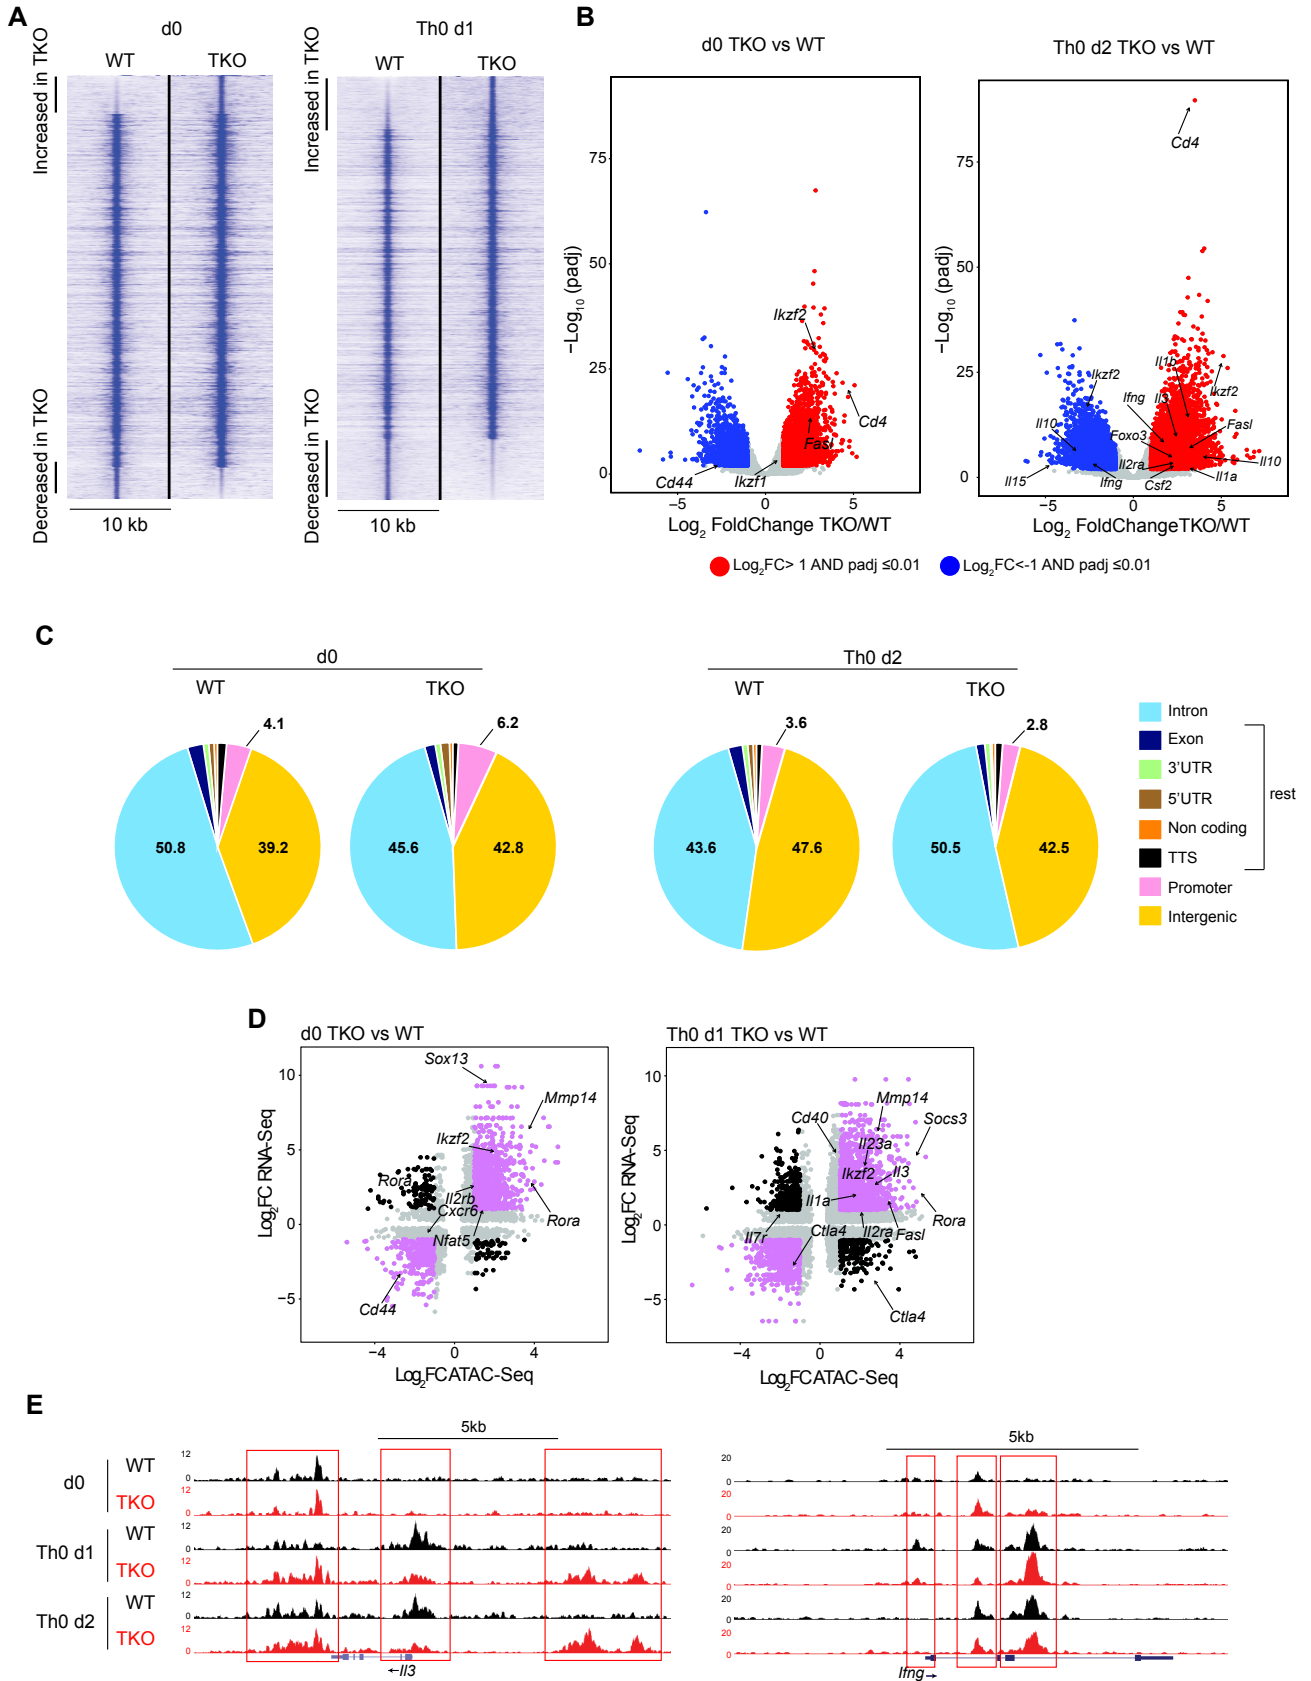 A
d0
WT
TKO
Increased in TKO
Decreased in TKO
10 kb
Th0 d1
WT
TKO
Increased in TKO
Decreased in TKO
10 kb
B
d0 TKO vs WT
−Log10 (padj)
75
50
25
0
−5
0
5
Ikzf2
Cd4
Fasl
Cd44
Ikzf1
Log2 FoldChange TKO/WT
Th0 d2 TKO vs WT
−Log10 (padj)
75
50
25
0
−5
0
5
Cd4
Il1b
Ikzf2
Ikzf2
Ifng
Il3
Il10
Foxo3
Fasl
Il2ra
Il10
Il15
Ifng
Csf2
Il1a
Log2 FoldChangeTKO/WT
Log2FC> 1 AND padj ≤0.01
Log2FC<-1 AND padj ≤0.01
C
d0
WT
TKO
4.1
50.8
39.2
6.2
45.6
42.8
Th0 d2
WT
TKO
3.6
43.6
47.6
2.8
50.5
42.5
Intron
Exon
3'UTR
5'UTR
Non coding
TTS
Promoter
Intergenic
rest
D
d0 TKO vs WT
Log2FC RNA-Seq
10
5
0
−5
−4
0
4
Sox13
Mmp14
Ikzf2
Rora
Il2rb
Cxcr6
Rora
Nfat5
Cd44
Log2FCATAC-Seq
Th0 d1 TKO vs WT
Log2FC RNA-Seq
10
5
0
−5
−4
0
4
Mmp14
Cd40
Socs3
Il23a
Ikzf2
Il3
Il1a
Rora
Il7r
Ctla4
Il2ra
Fasl
Ctla4
Log2FCATAC-Seq
E
5kb
5kb
d0
WT
12
0
20
0
TKO
12
0
20
0
Th0 d1
WT
12
0
20
0
TKO
12
0
20
0
Th0 d2
WT
12
0
20
0
TKO
12
0
20
0
←Il3
Ifng →